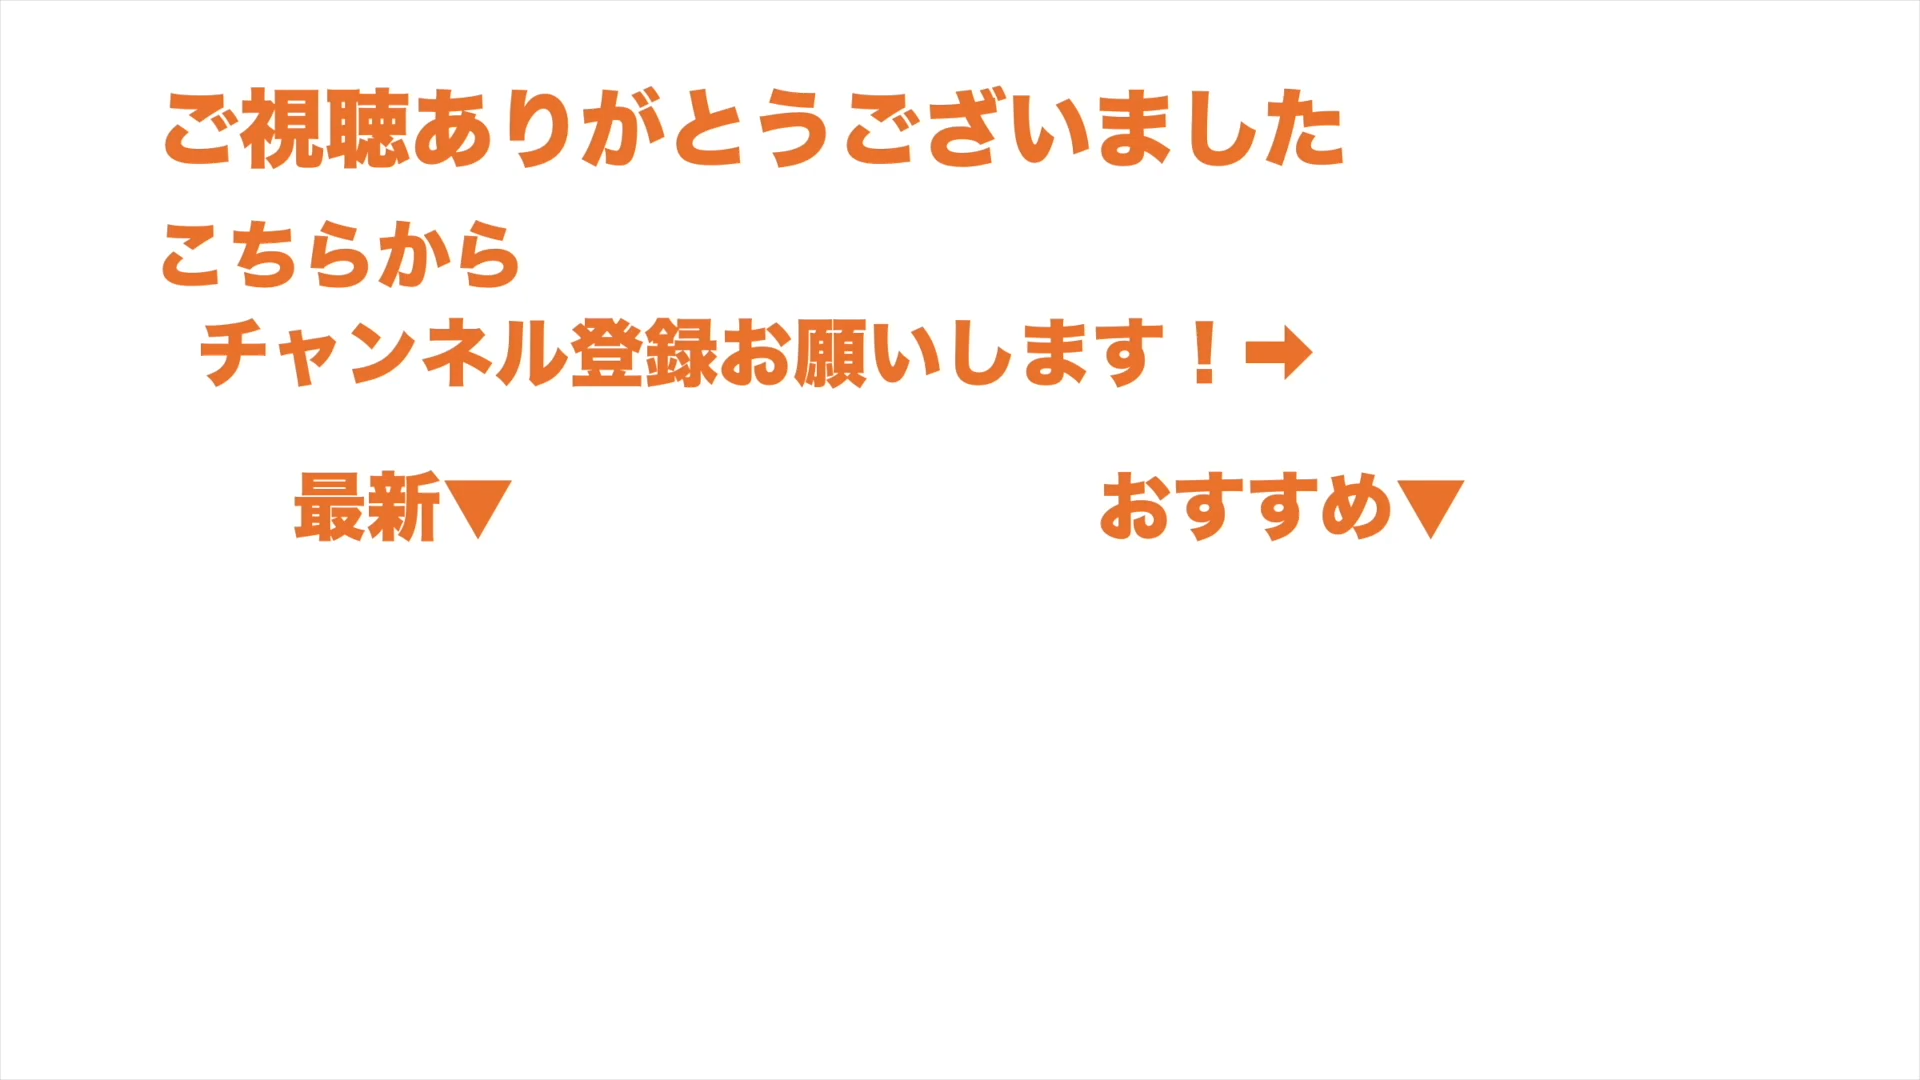 ご視聴ありがとうございました
こちらから
チャンネル登録お願いします！➡
最新▼
おすすめ▼